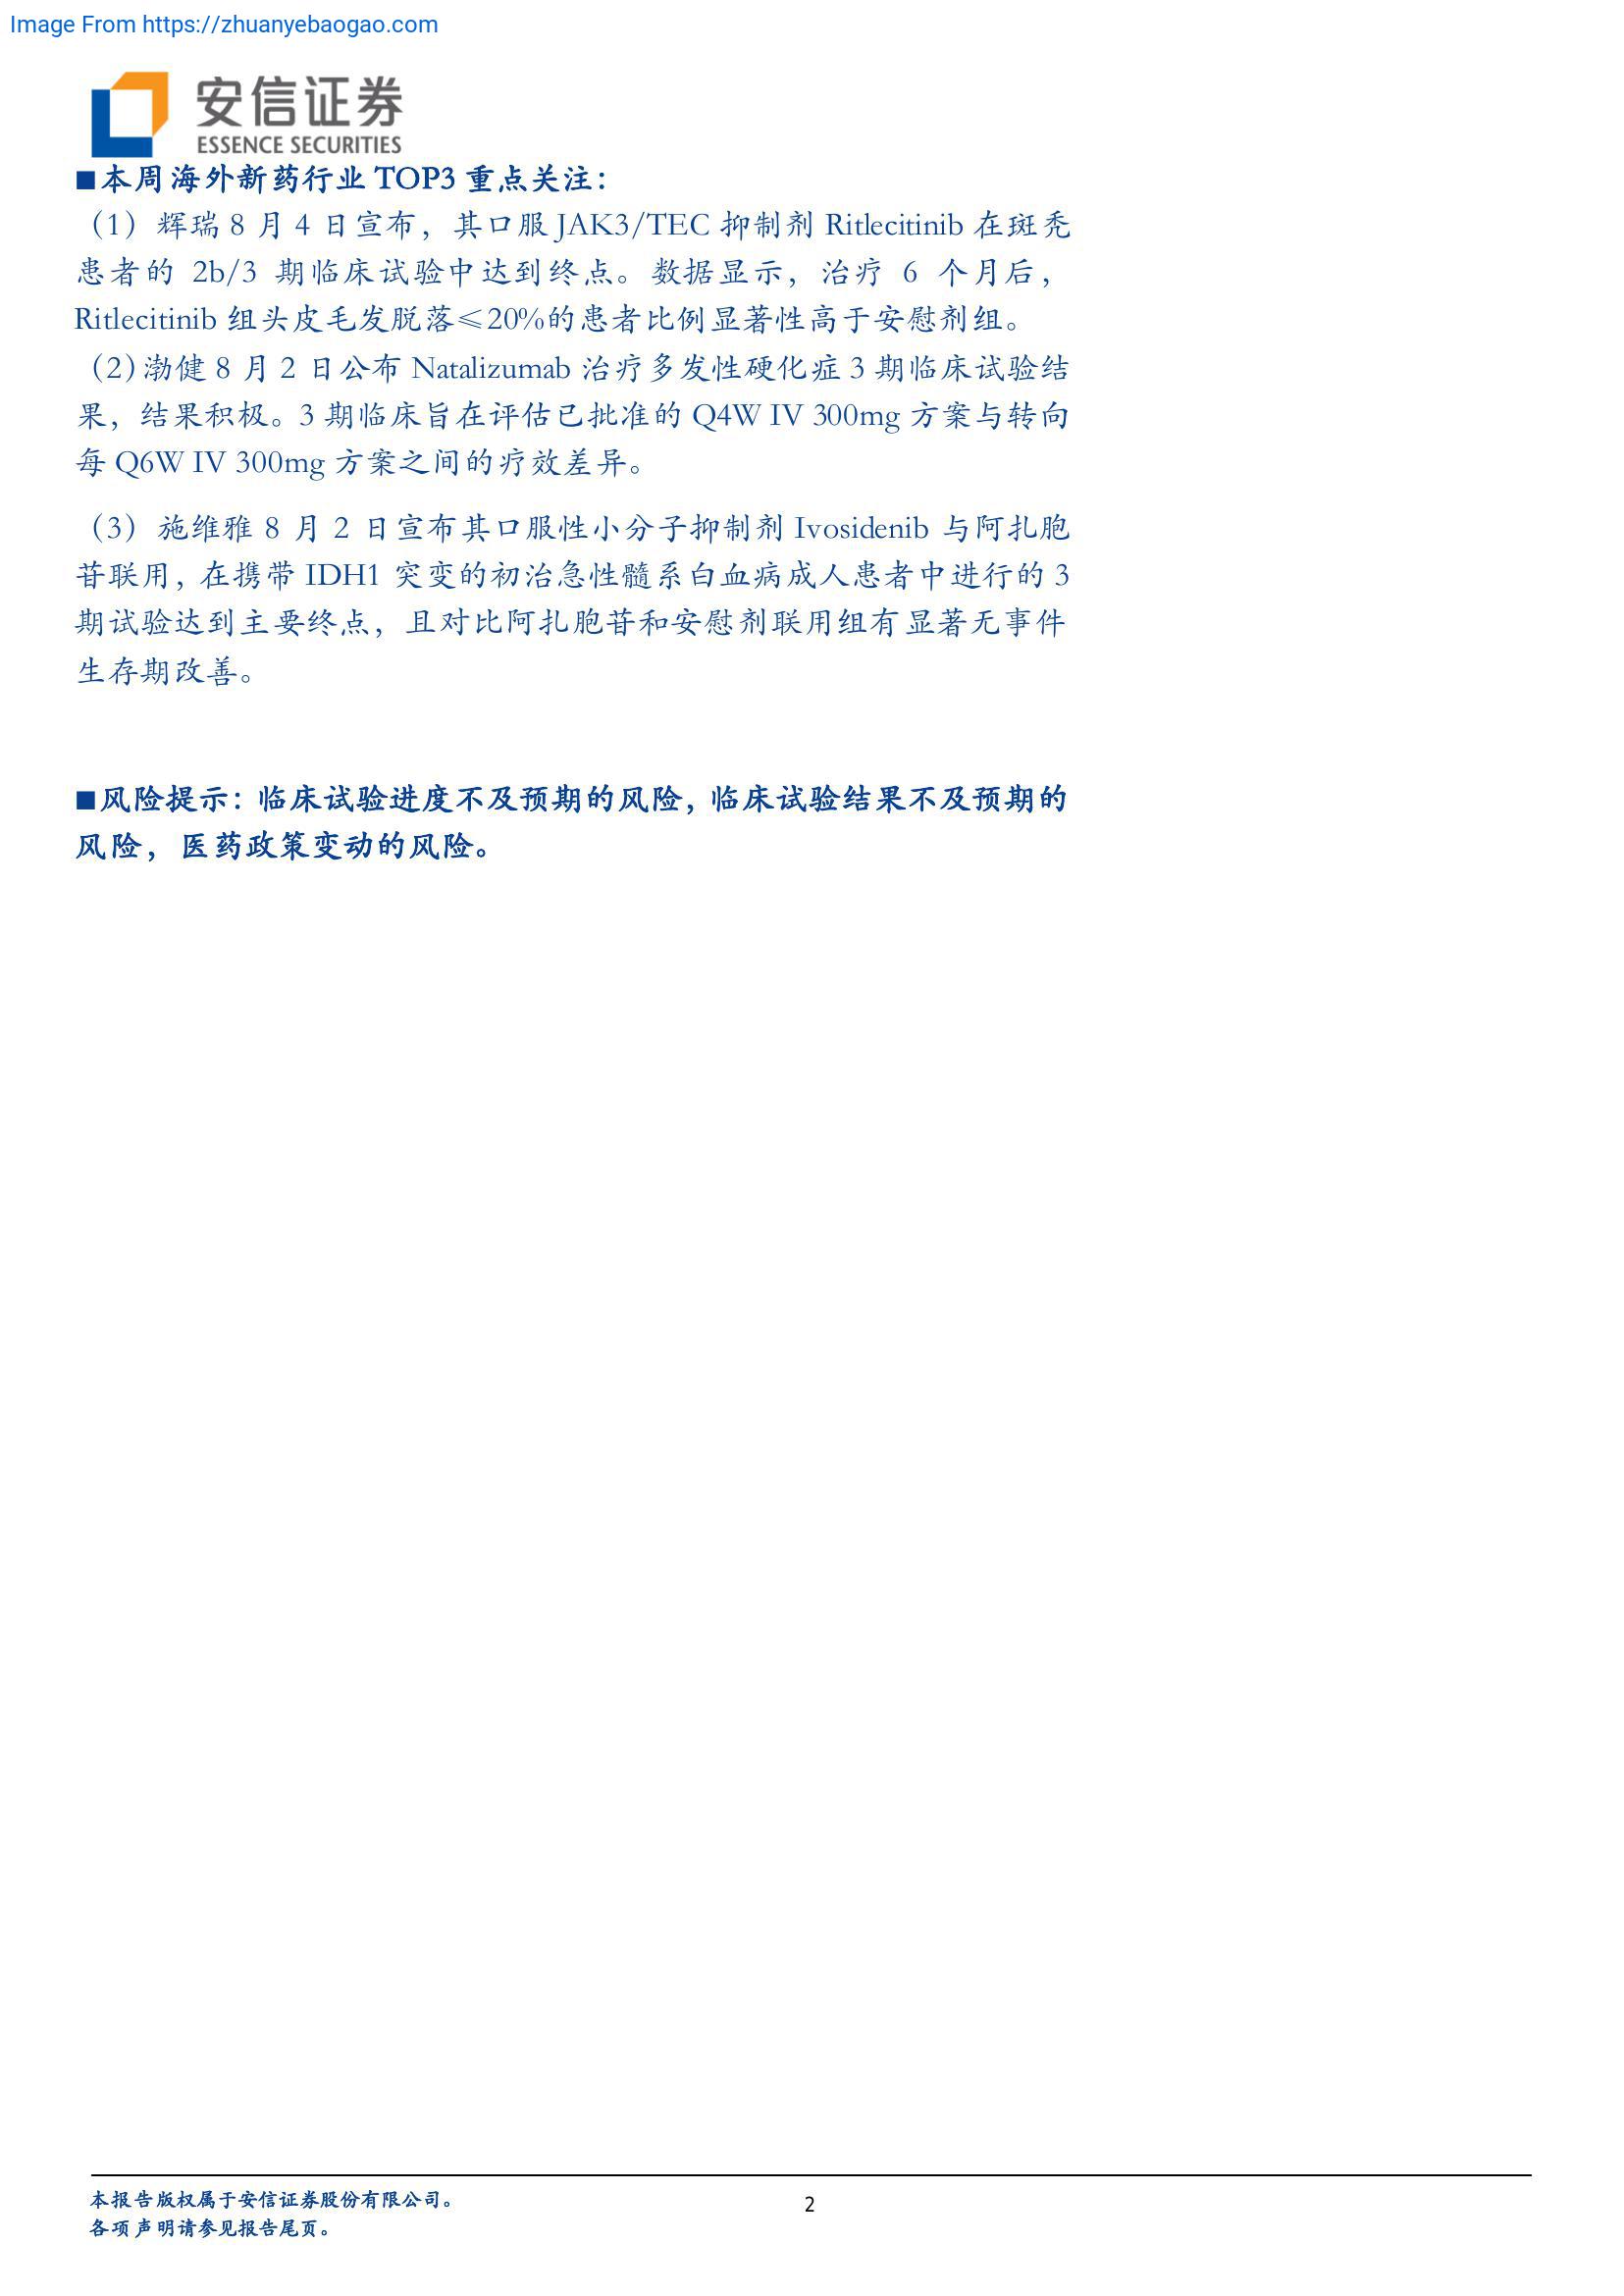 Image From https://zhuanyebaogao.com
安信证券
ESSENCE SECURITIES
■本周海外新药行业 TOP3 重点关注：
（1）辉瑞 8 月 4 日宣布，其口服 JAK3/TEC 抑制剂 Ritlecitinib 在斑秃
患者的 2b/3 期临床试验中达到终点。数据显示，治疗 6 个月后，
Ritlecitinib 组头皮毛发脱落≤20%的患者比例显著性高于安慰剂组。
（2）渤健 8 月 2 日公布 Natalizumab 治疗多发性硬化症 3 期临床试验结
果，结果积极。3 期临床旨在评估已批准的 Q4W IV 300mg 方案与转向
每 Q6W IV 300mg 方案之间的疗效差异。
（3）施维雅 8 月 2 日宣布其口服性小分子抑制剂 Ivosidenib 与阿扎胞
苷联用，在携带 IDH1 突变的初治急性髓系白血病成人患者中进行的 3
期试验达到主要终点，且对比阿扎胞苷和安慰剂联用组有显著无事件
生存期改善。
■风险提示：临床试验进度不及预期的风险，临床试验结果不及预期的
风险，医药政策变动的风险。
本报告版权属于安信证券股份有限公司。
各项声明请参见报告尾页。
2